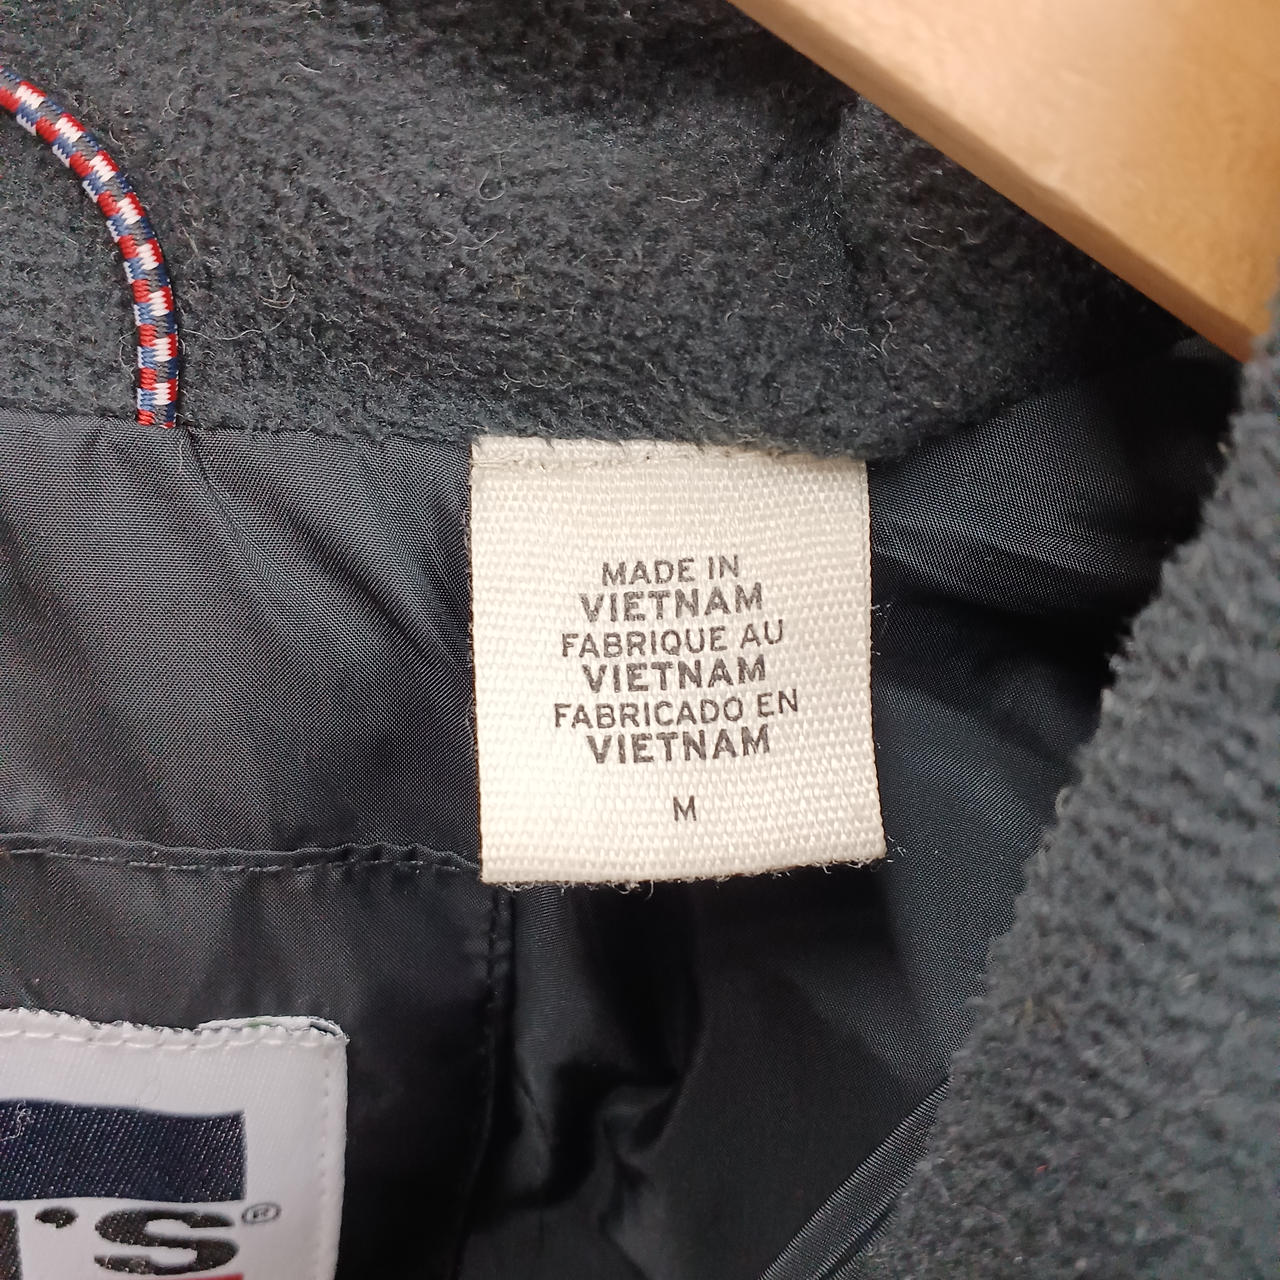 MADE IN
VIETNAM
FABRIQUE AU
VIETNAM
FABRICADO EN
VIETNAM
M
'S®